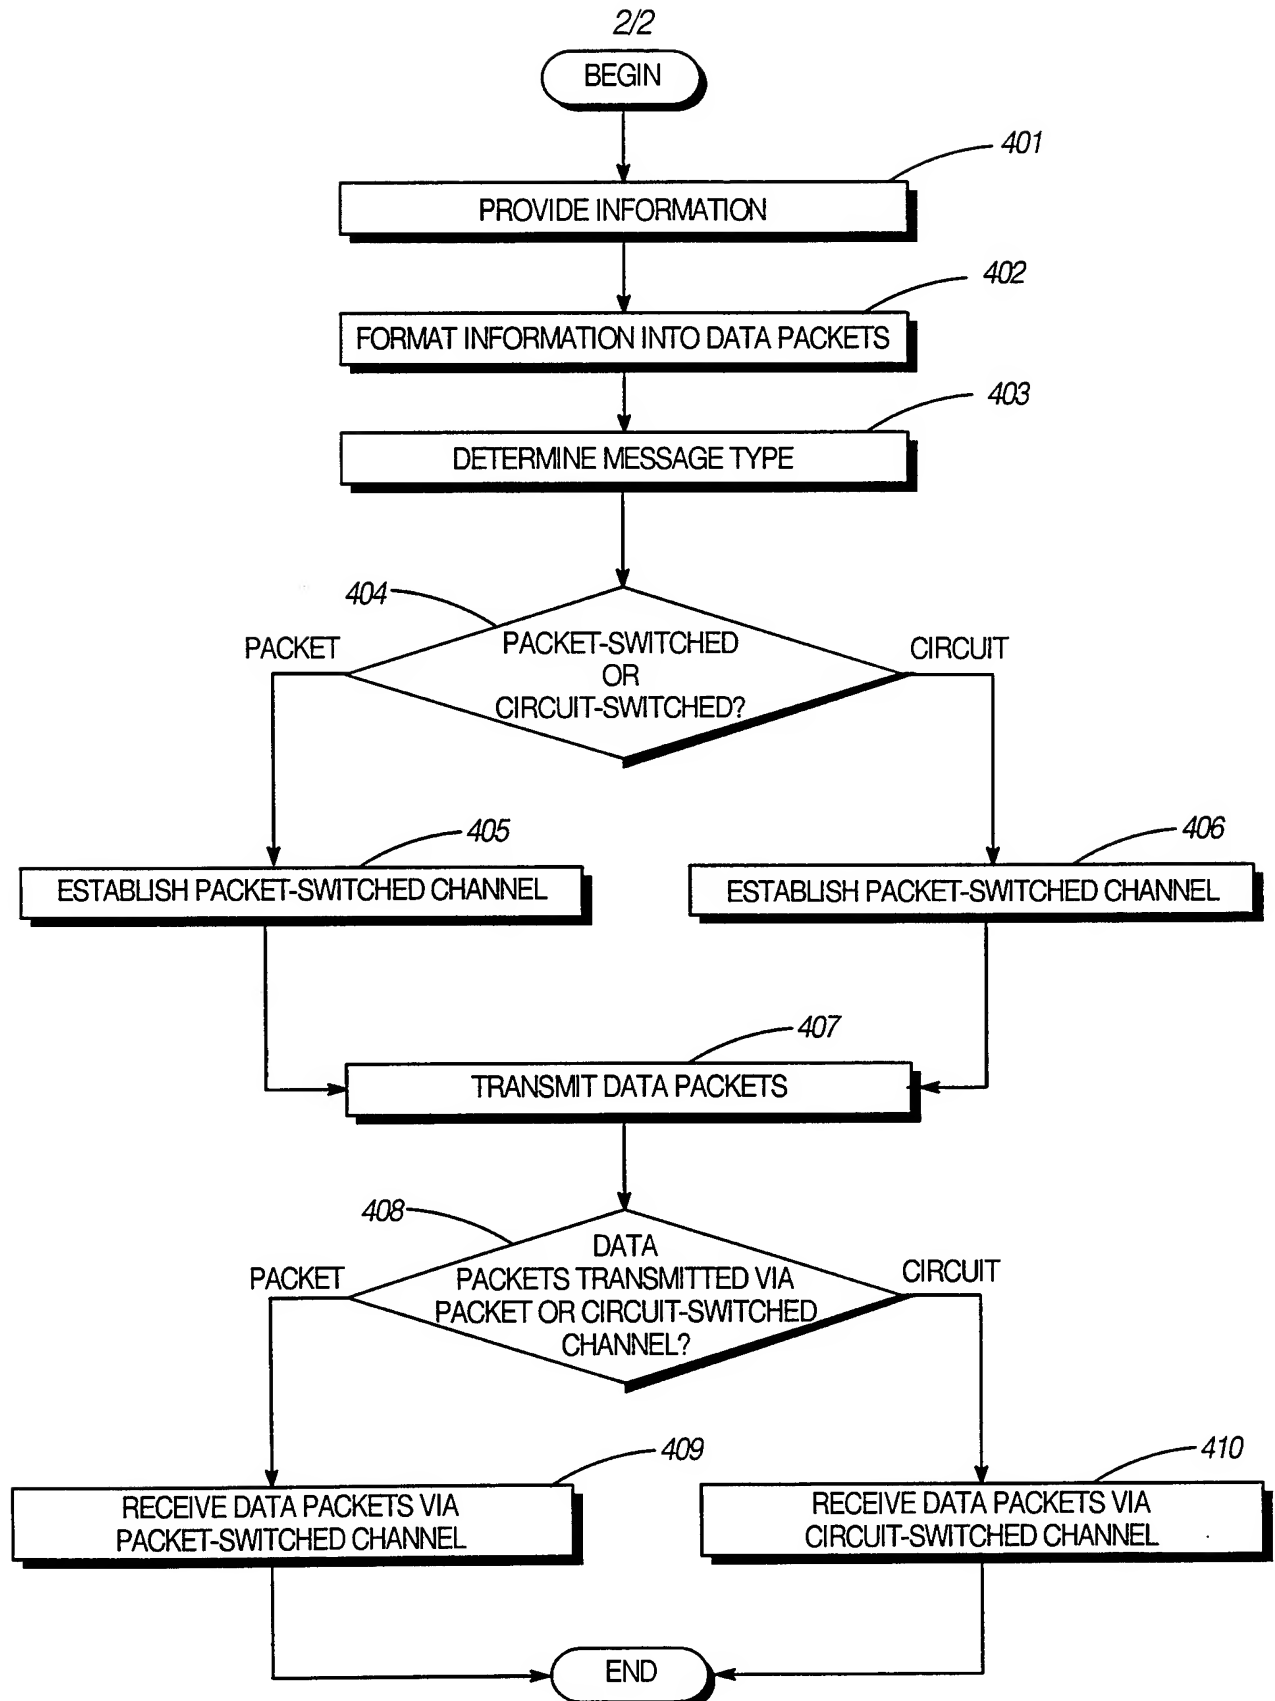 2/2
BEGIN
401
PROVIDE INFORMATION
402
FORMAT INFORMATION INTO DATA PACKETS
403
DETERMINE MESSAGE TYPE
404
PACKET
PACKET-SWITCHED
OR
CIRCUIT-SWITCHED?
CIRCUIT
405
ESTABLISH PACKET-SWITCHED CHANNEL
406
ESTABLISH PACKET-SWITCHED CHANNEL
407
TRANSMIT DATA PACKETS
408
PACKET
DATA
PACKETS TRANSMITTED VIA
PACKET OR CIRCUIT-SWITCHED
CHANNEL?
CIRCUIT
409
RECEIVE DATA PACKETS VIA
PACKET-SWITCHED CHANNEL
410
RECEIVE DATA PACKETS VIA
CIRCUIT-SWITCHED CHANNEL
END